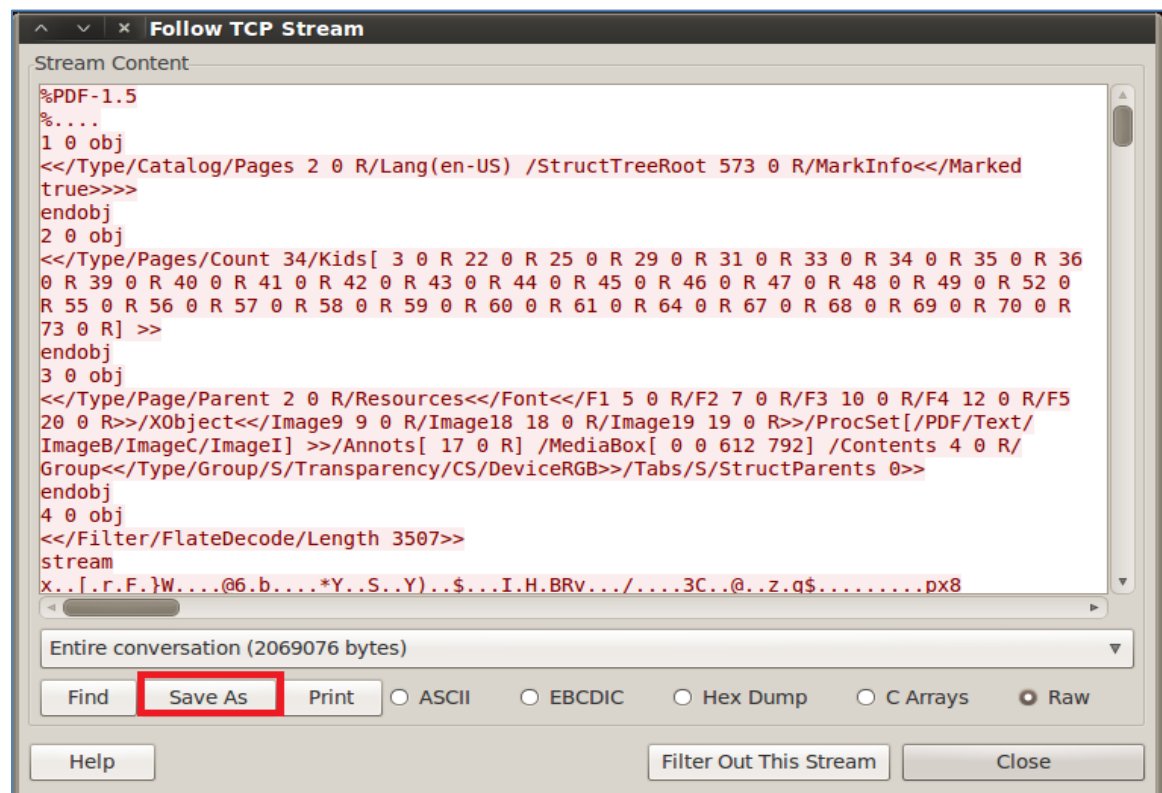 Follow TCP Stream
Stream Content
%PDF-1.5
%....
1 0 obj
<</Type/Catalog/Pages 2 0 R/Lang(en-US) /StructTreeRoot 573 0 R/MarkInfo<</Marked
true>>>>
endobj
2 0 obj
<</Type/Pages/Count 34/Kids[ 3 0 R 22 0 R 25 0 R 29 0 R 31 0 R 33 0 R 34 0 R 35 0 R 36
0 R 39 0 R 40 0 R 41 0 R 42 0 R 43 0 R 44 0 R 45 0 R 46 0 R 47 0 R 48 0 R 49 0 R 52 0
R 55 0 R 56 0 R 57 0 R 58 0 R 59 0 R 60 0 R 61 0 R 64 0 R 67 0 R 68 0 R 69 0 R 70 0 R
73 0 R] >>
endobj
3 0 obj
<</Type/Page/Parent 2 0 R/Resources<</Font<</F1 5 0 R/F2 7 0 R/F3 10 0 R/F4 12 0 R/F5
20 0 R>>/XObject<</Image9 9 0 R/Image18 18 0 R/Image19 19 0 R>>/ProcSet[/PDF/Text/
ImageB/ImageC/ImageI] >>/Annots[ 17 0 R] /MediaBox[ 0 0 612 792] /Contents 4 0 R/
Group<</Type/Group/S/Transparency/CS/DeviceRGB>>/Tabs/S/StructParents 0>>
endobj
4 0 obj
<</Filter/FlateDecode/Length 3507>>
stream
x..[.r.F.}W....@6.b....*Y..S..Y)..$...I.H.BRv.../....3C..@..z.q$.........px8
Entire conversation (2069076 bytes)
Find Save As Print ASCII EBCDIC Hex Dump C Arrays Raw
Help Filter Out This Stream Close